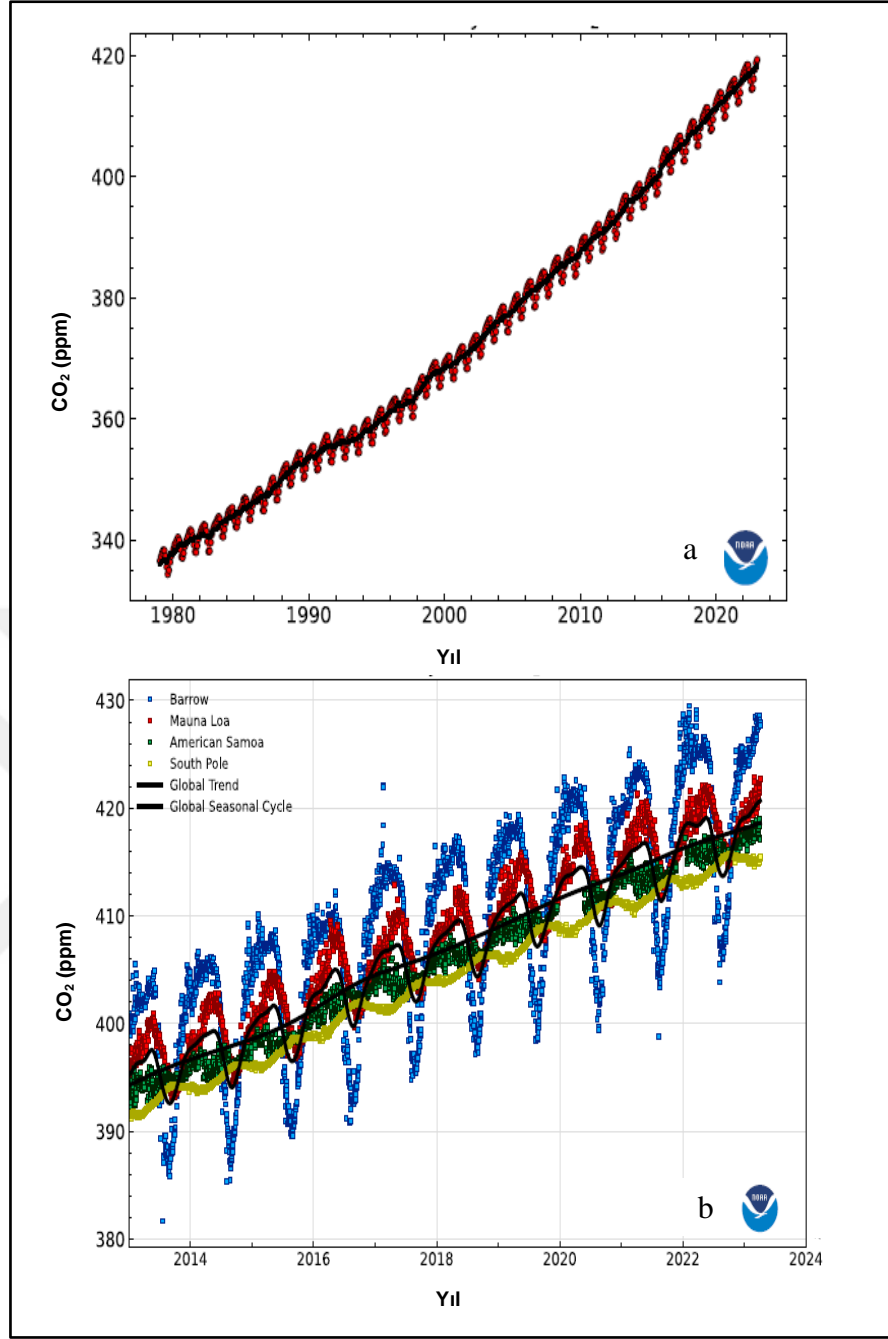 420
400
380
360
340
CO₂ (ppm)
a
NOAA
1980 1990 2000 2010 2020
Yıl
430
420
410
400
390
380
CO₂ (ppm)
Barrow
Mauna Loa
American Samoa
South Pole
Global Trend
Global Seasonal Cycle
b
NOAA
2014 2016 2018 2020 2022 2024
Yıl